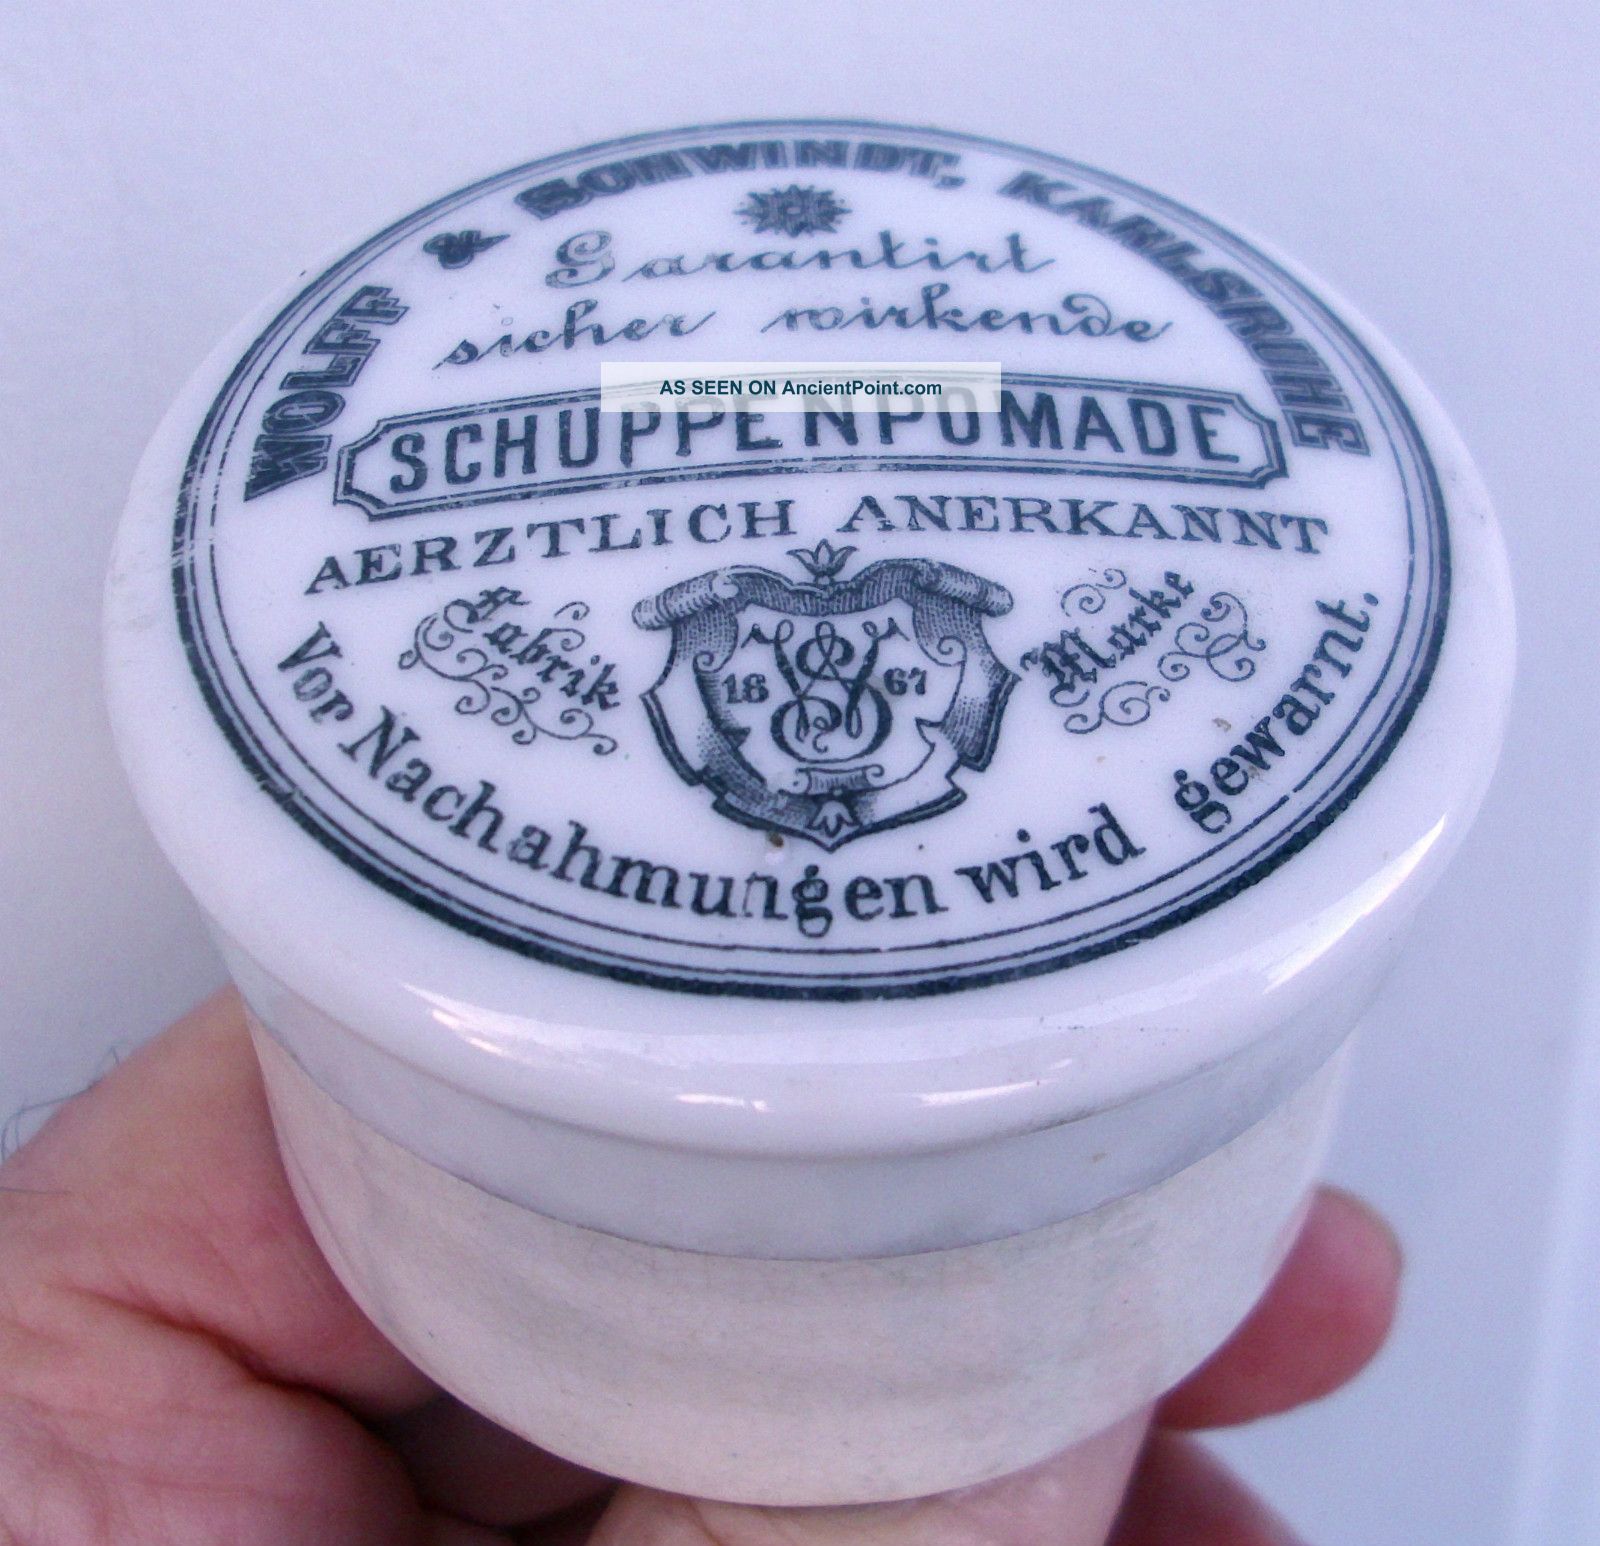 WOLFF & SCHWINDT, KARLSRUHE
Garantirt
sicher wirkende
AS SEEN ON AncientPoint.com
SCHUPPENPOMADE
AERZTLICH ANERKANNT
Fabrik Marke
18 67
Vor Nachahmungen wird gewarnt.